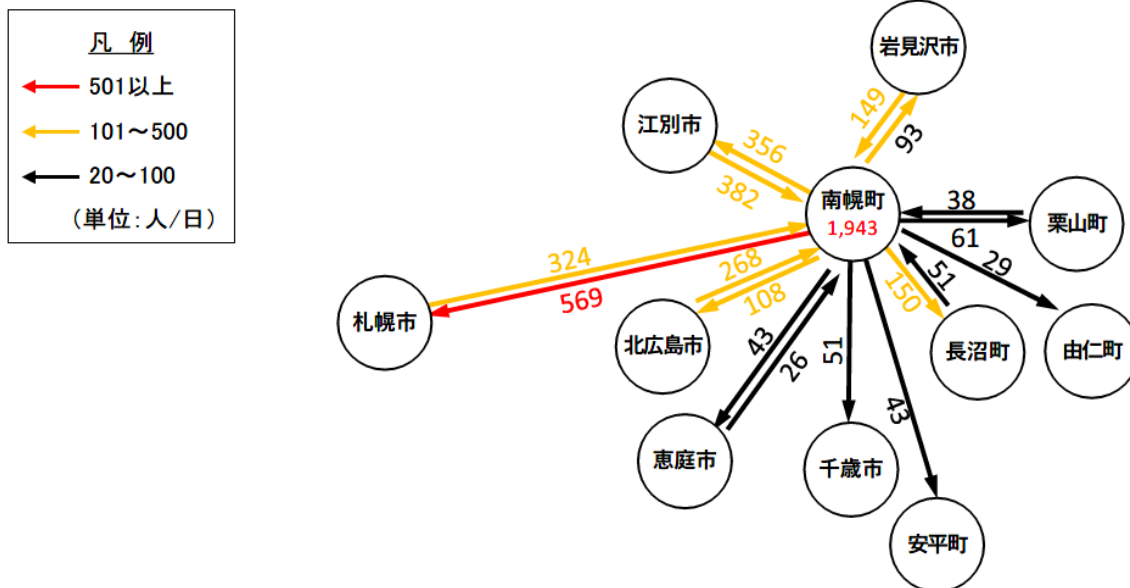 凡 例
501以上
101～500
20～100
(単位:人/日)
岩見沢市
149
93
江別市
356
382
南幌町
1,943
38
61
栗山町
29
324
569
268
108
150
51
札幌市
北広島市
43
26
51
43
長沼町
由仁町
恵庭市
千歳市
安平町